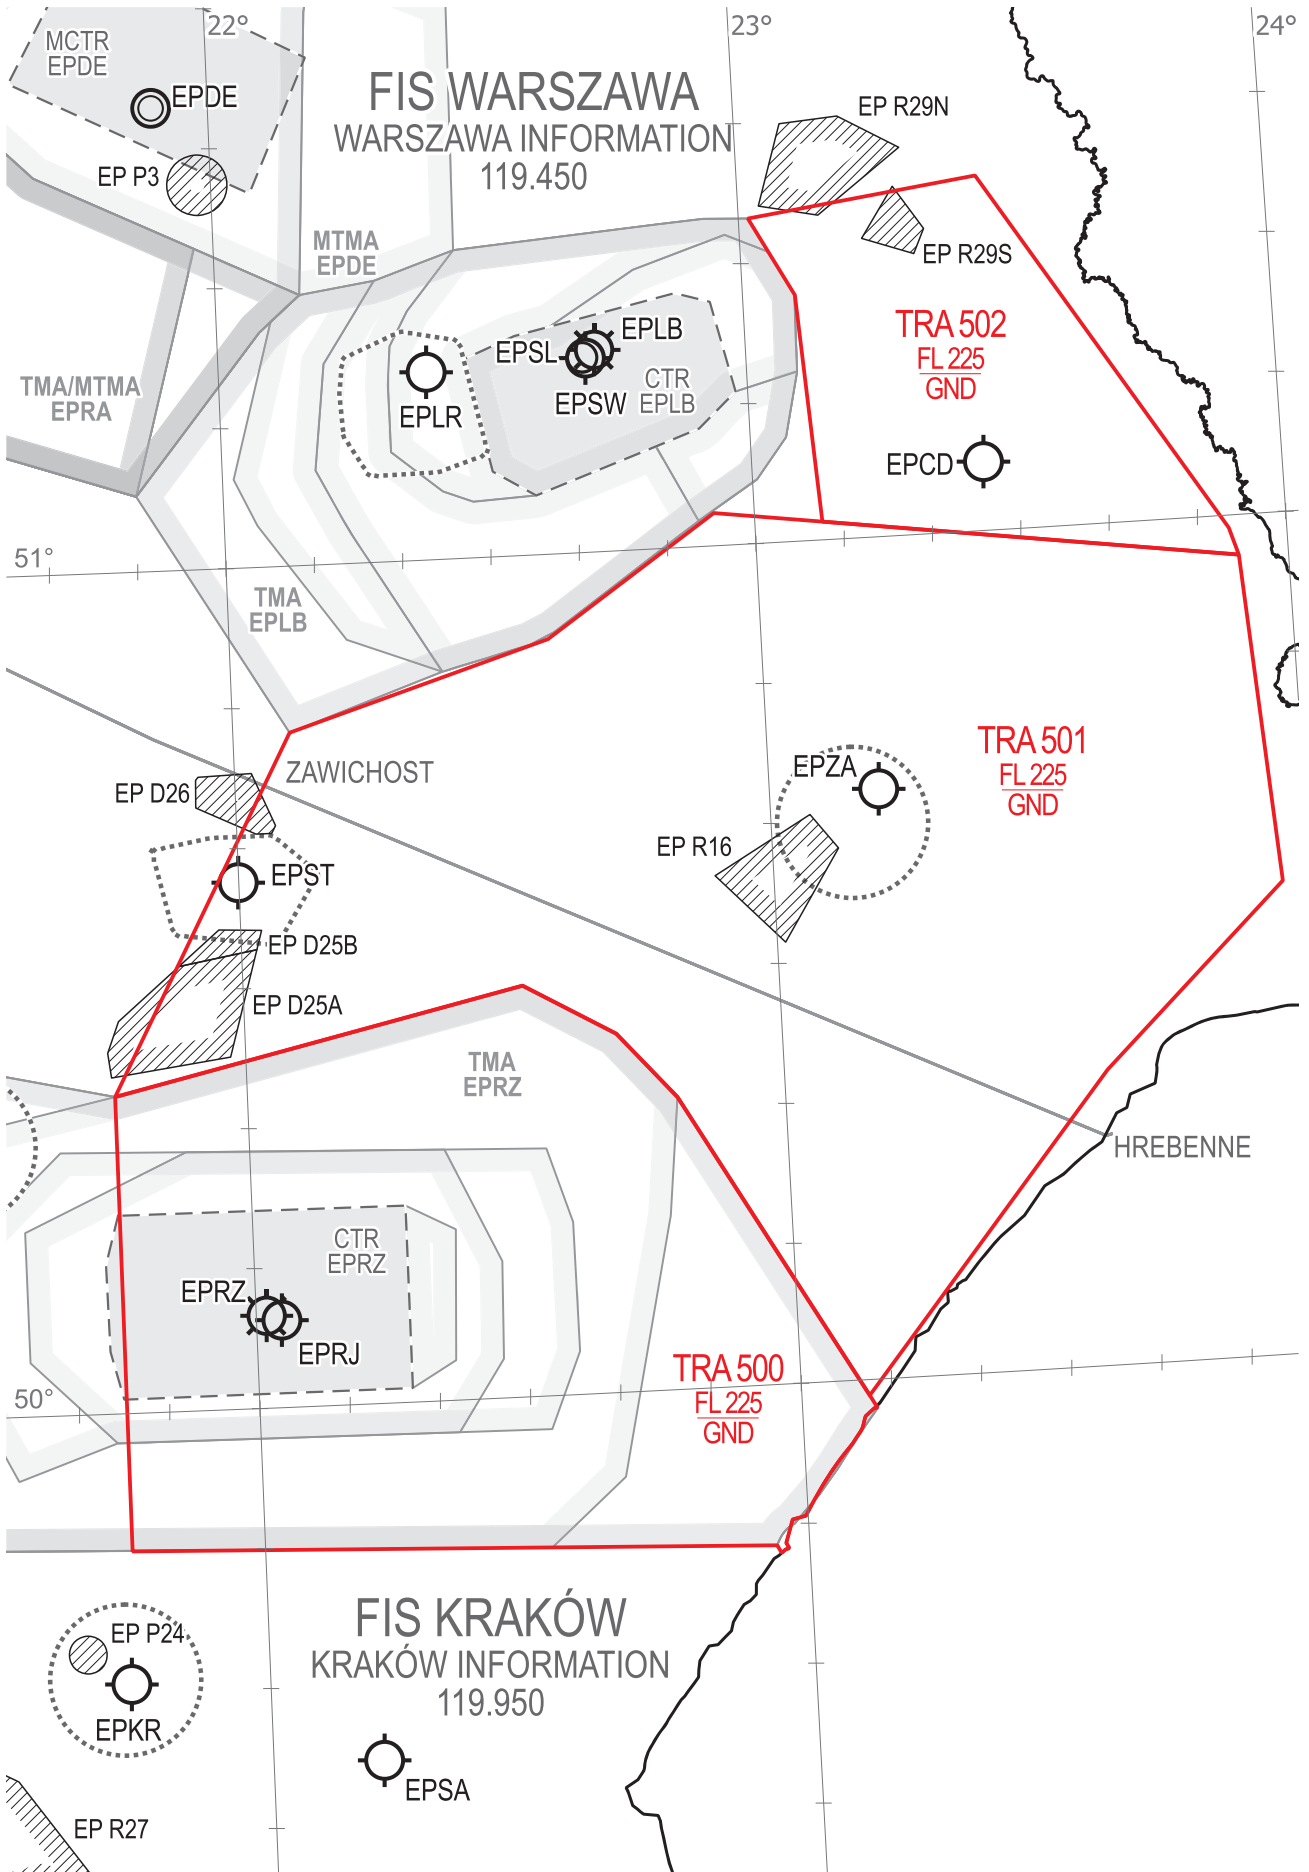 22°
23°
24°
MCTR
EPDE
EPDE
EP P3
FIS WARSZAWA
WARSZAWA INFORMATION
119.450
EP R29N
EP R29S
MTMA
EPDE
TRA 502
FL 225
GND
EPLB
EPSL
EPSW
CTR
EPLB
EPLR
TMA/MTMA
EPRA
EPCD
51°
TMA
EPLB
TRA 501
FL 225
GND
ZAWICHOST
EPZA
EP D26
EP R16
EPST
EP D25B
EP D25A
TMA
EPRZ
HREBENNE
CTR
EPRZ
EPRZ
EPRJ
TRA 500
FL 225
GND
50°
FIS KRAKÓW
KRAKÓW INFORMATION
119.950
EP P24
EPKR
EPSA
EP R27